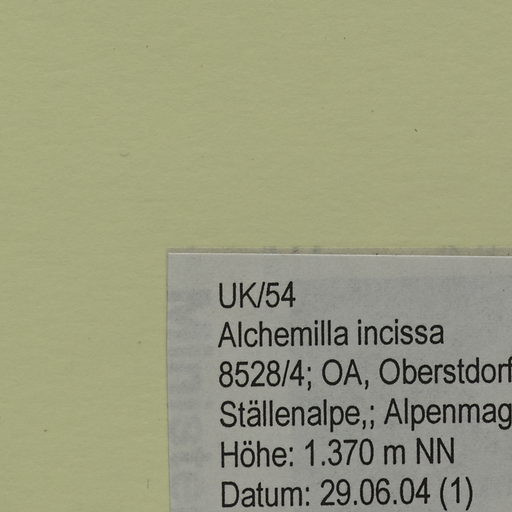 UK/54
Alchemilla incissa
8528/4; OA, Oberstdorf
Ställenalpe,; Alpenmag
Höhe: 1.370 m NN
Datum: 29.06.04 (1)